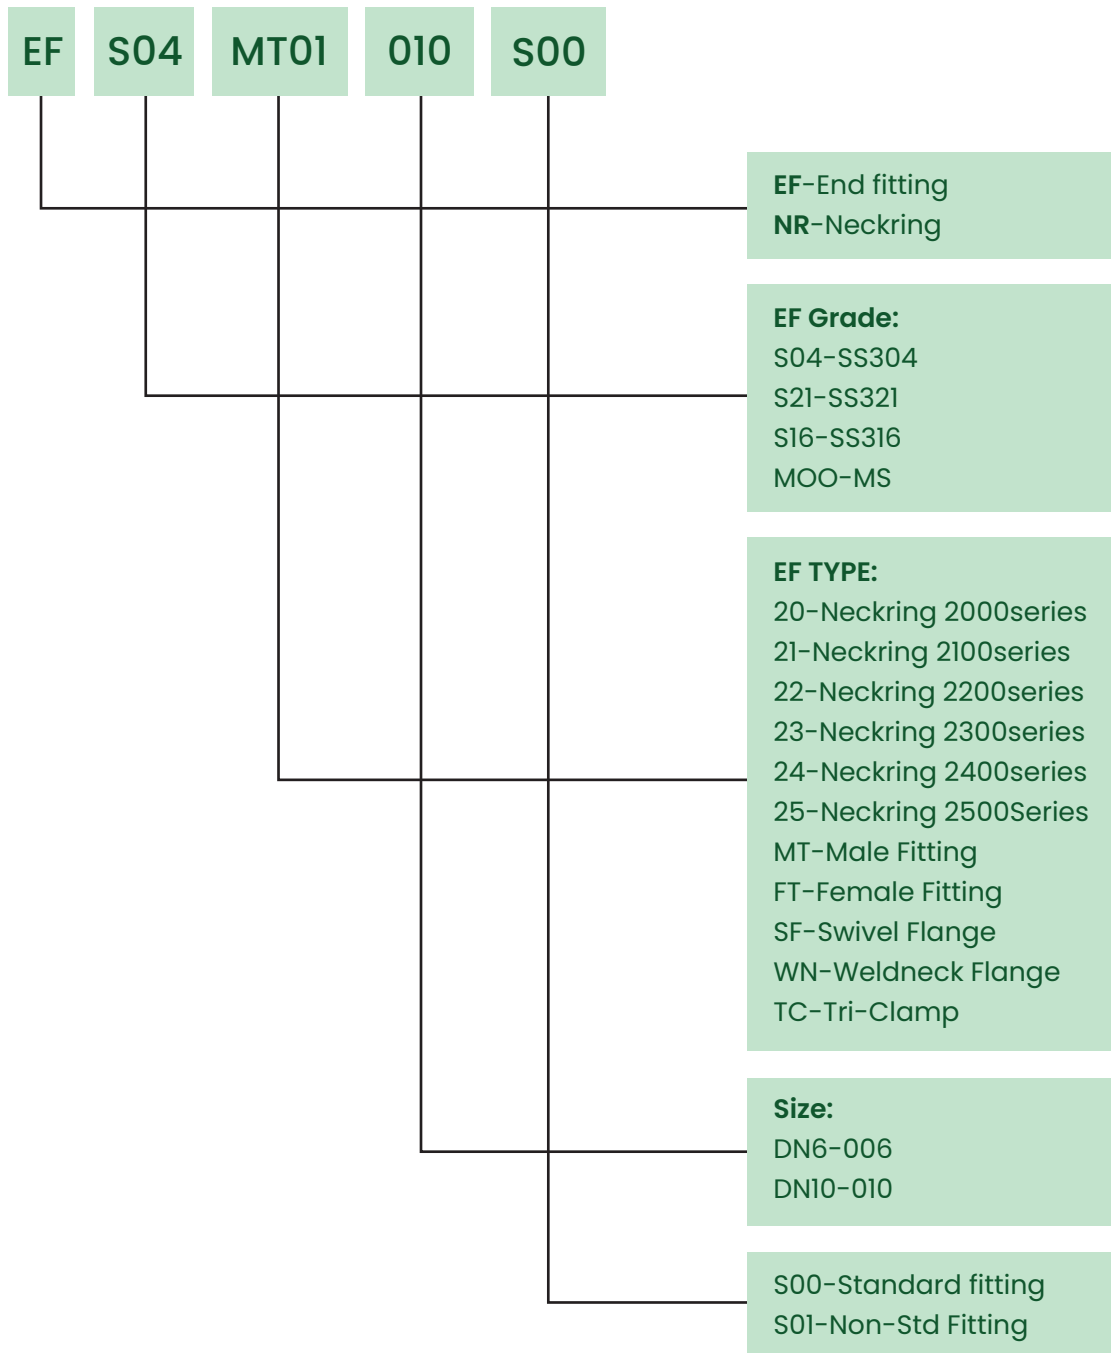 EF S04 MT01 010 S00
EF-End fitting
NR-Neckring
EF Grade:
S04-SS304
S21-SS321
S16-SS316
MOO-MS
EF TYPE:
20-Neckring 2000series
21-Neckring 2100series
22-Neckring 2200series
23-Neckring 2300series
24-Neckring 2400series
25-Neckring 2500Series
MT-Male Fitting
FT-Female Fitting
SF-Swivel Flange
WN-Weldneck Flange
TC-Tri-Clamp
Size:
DN6-006
DN10-010
S00-Standard fitting
S01-Non-Std Fitting